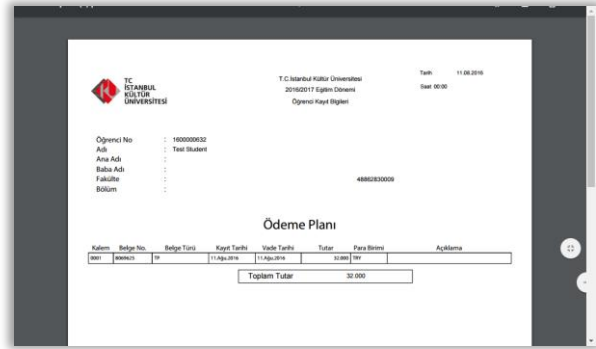 TC
İSTANBUL
KÜLTÜR
ÜNİVERSİTESİ
T.C.İstanbul Kültür Üniversitesi
2016/2017 Eğitim Dönemi
Öğrenci Kayıt Bilgileri
Tarih 11.08.2016
Saat 00:00
Öğrenci No : 1600000632
Adı : Test Student
Ana Adı :
Baba Adı :
Fakülte : 48862830009
Bölüm :
Ödeme Planı
Kalem Belge No. Belge Türü Kayıt Tarihi Vade Tarihi Tutar Para Birimi Açıklama
0001 8069625 TP 11.Ağu.2016 11.Ağu.2016 32.000 TRY
Toplam Tutar 32.000